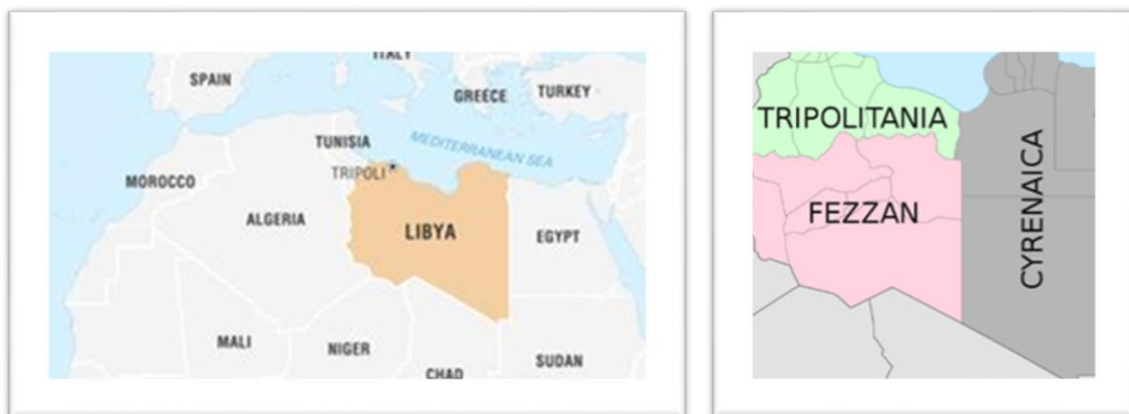 ITALY
SPAIN
GREECE
TURKEY
TUNISIA
MEDITERRANEAN SEA
TRIPOLI
MOROCCO
ALGERIA
LIBYA
EGYPT
MALI
NIGER
SUDAN
CHAD
TRIPOLITANIA
FEZZAN
CYRENAICA